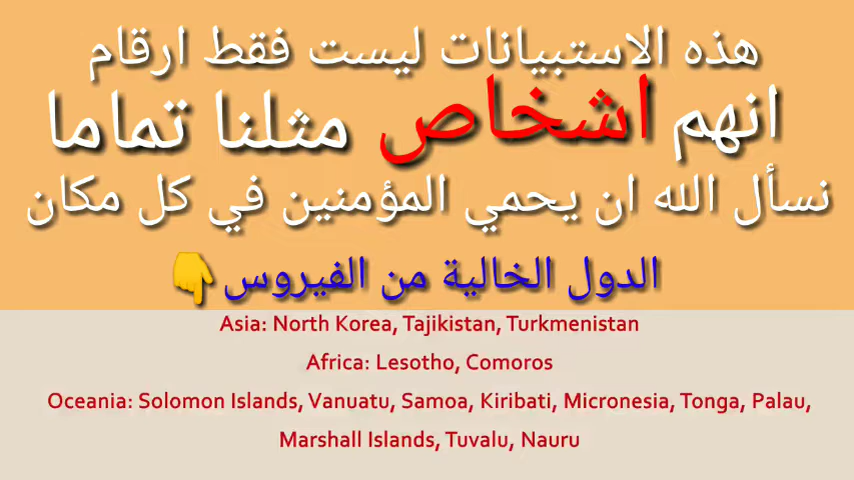 هذه الاستبيانات ليست فقط ارقام
انهم اشخاص مثلنا تماما
نسأل الله ان يحمي المؤمنين في كل مكان
الدول الخالية من الفيروس👇
Asia: North Korea, Tajikistan, Turkmenistan
Africa: Lesotho, Comoros
Oceania: Solomon Islands, Vanuatu, Samoa, Kiribati, Micronesia, Tonga, Palau,
Marshall Islands, Tuvalu, Nauru